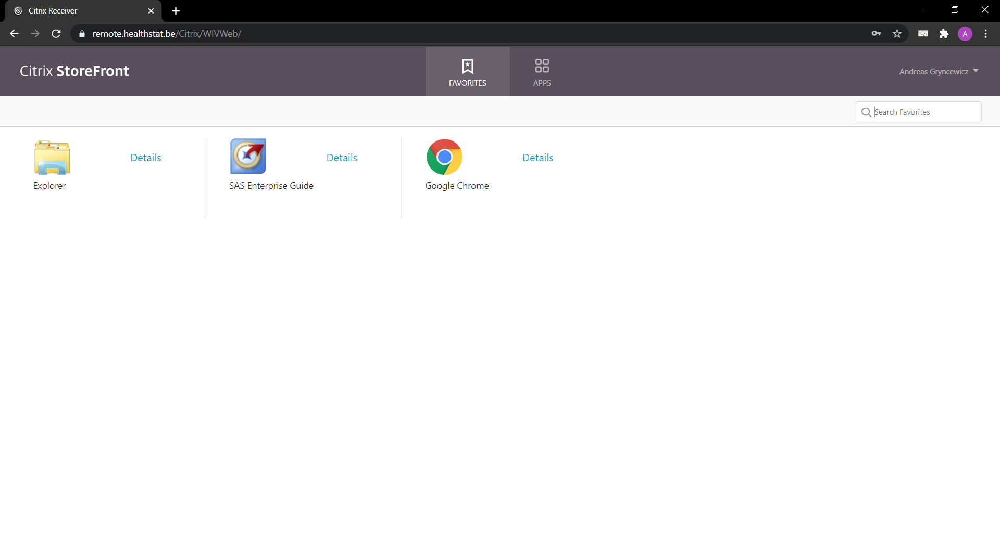 Citrix Receiver
remote.healthstat.be/Citrix/WIVWeb/
A
Citrix StoreFront
FAVORITES
APPS
Andreas Gryncewicz
Search Favorites
Details
Details
Details
Explorer
SAS Enterprise Guide
Google Chrome